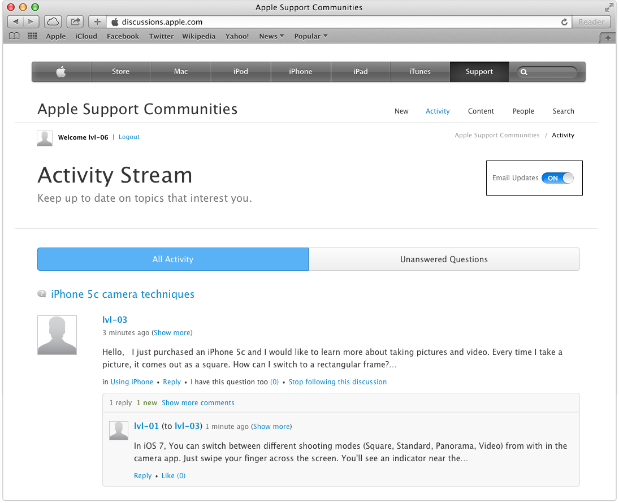 Apple Support Communities
discussions.apple.com
Reader
Apple iCloud Facebook Twitter Wikipedia Yahoo! News Popular
Store Mac iPod iPhone iPad iTunes Support
Apple Support Communities
New Activity Content People Search
Welcome lvl-06 | Logout
Apple Support Communities / Activity
Activity Stream
Email Updates ON
Keep up to date on topics that interest you.
All Activity Unanswered Questions
iPhone 5c camera techniques
lvl-03
3 minutes ago (Show more)
Hello, I just purchased an iPhone 5c and I would like to learn more about taking pictures and video. Every time I take a
picture, it comes out as a square. How can I switch to a rectangular frame?...
in Using iPhone • Reply • I have this question too (0) • Stop following this discussion
1 reply 1 new Show more comments
lvl-01 (to lvl-03) 1 minute ago (Show more)
In iOS 7, You can switch between different shooting modes (Square, Standard, Panorama, Video) from with in the
camera app. Just swipe your finger across the screen. You'll see an indicator near the...
Reply • Like (0)